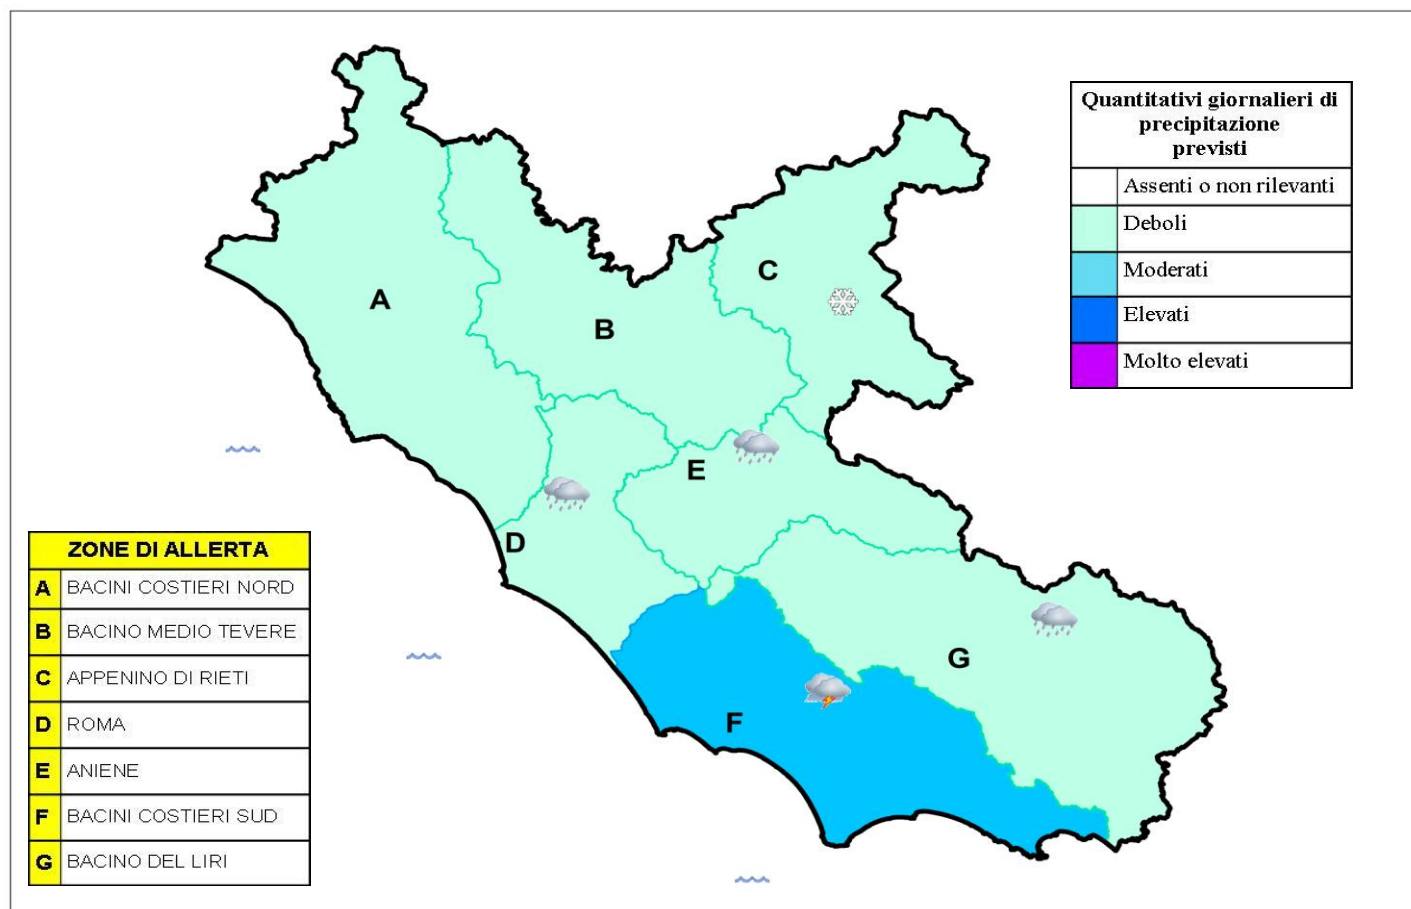 Quantitativi giornalieri di
precipitazione
previsti
Assenti o non rilevanti
Deboli
Moderati
Elevati
Molto elevati
A
B
C
D
E
F
G
ZONE DI ALLERTA
A BACINI COSTIERI NORD
B BACINO MEDIO TEVERE
C APPENINO DI RIETI
D ROMA
E ANIENE
F BACINI COSTIERI SUD
G BACINO DEL LIRI